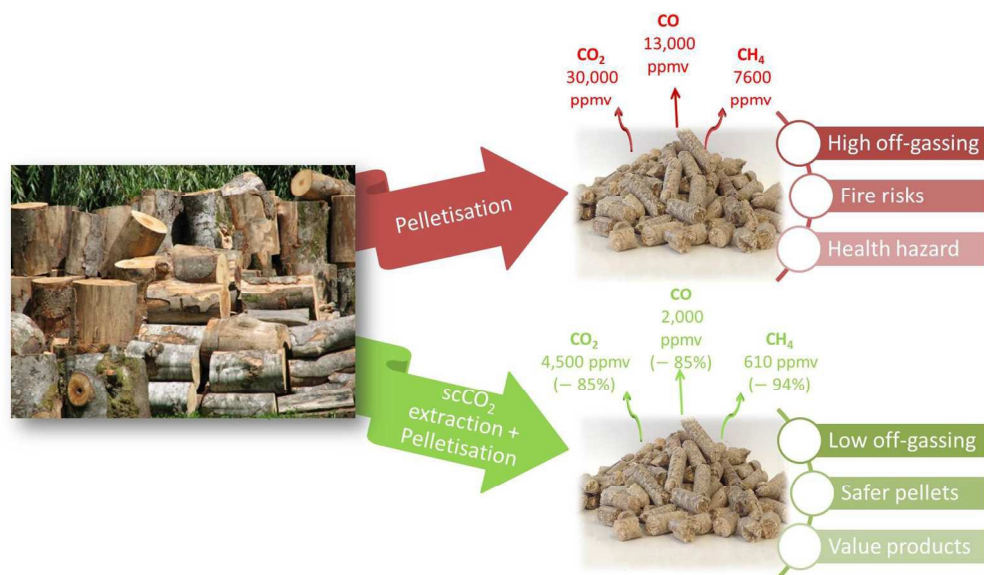 CO
13,000
ppmv
CO₂
30,000
ppmv
CH₄
7600
ppmv
Pelletisation
High off-gassing
Fire risks
Health hazard
CO
2,000
ppmv
(– 85%)
CO₂
4,500 ppmv
(– 85%)
CH₄
610 ppmv
(– 94%)
scCO₂
extraction +
Pelletisation
Low off-gassing
Safer pellets
Value products